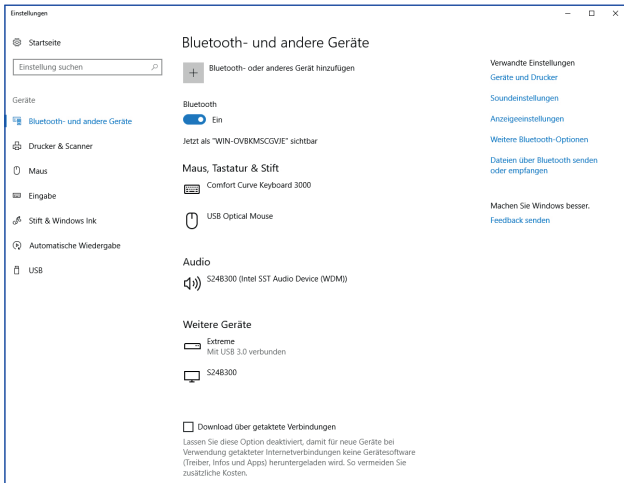 Einstellungen
Startseite
Einstellung suchen
Geräte
Bluetooth- und andere Geräte
Drucker & Scanner
Maus
Eingabe
Stift & Windows Ink
Automatische Wiedergabe
USB
Bluetooth- und andere Geräte
Bluetooth- oder anderes Gerät hinzufügen
Bluetooth
Ein
Jetzt als "WIN-OVBKMSCGVJE" sichtbar
Maus, Tastatur & Stift
Comfort Curve Keyboard 3000
USB Optical Mouse
Audio
S24B300 (Intel SST Audio Device (WDM))
Weitere Geräte
Extreme
Mit USB 3.0 verbunden
S24B300
Download über getaktete Verbindungen
Lassen Sie diese Option deaktiviert, damit für neue Geräte bei
Verwendung getakteter Internetverbindungen keine Gerätesoftware
(Treiber, Infos und Apps) heruntergeladen wird. So vermeiden Sie
zusätzliche Kosten.
Verwandte Einstellungen
Geräte und Drucker
Soundeinstellungen
Anzeigeeinstellungen
Weitere Bluetooth-Optionen
Dateien über Bluetooth senden
oder empfangen
Machen Sie Windows besser.
Feedback senden